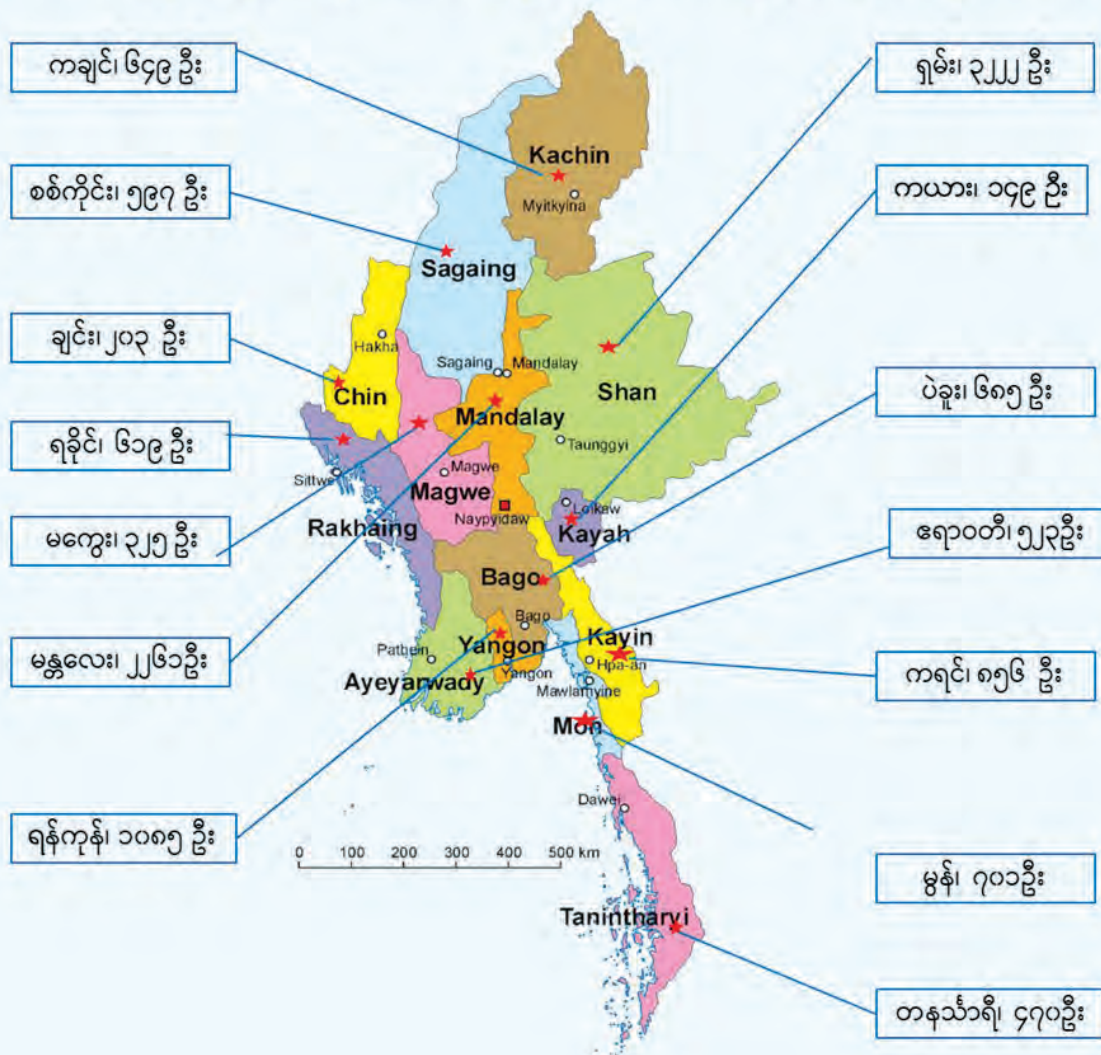 ကချင်၊ ၆၄၉ ဦး
စစ်ကိုင်း၊ ၅၉၇ ဦး
ချင်း၊ ၂၀၃ ဦး
ရခိုင်၊ ၆၁၉ ဦး
မကွေး၊ ၃၂၅ ဦး
မန္တလေး၊ ၂၂၆၁ဦး
ရန်ကုန်၊ ၁၀၈၅ ဦး
Kachin
Myitkyina
Sagaing
Hakha
Chin
Sagaing
Mandalay
Mandalay
Shan
Taunggyi
Sittwe
Rakhaing
Magwe
Magwe
Naypyidaw
Loikaw
Kayah
Bago
Bago
Pathein
Yangon
Yangon
Ayeyarwady
Kayin
Hpa-an
Mawlamyine
Mon
Dawei
Tanintharyi
0 100 200 300 400 500 km
ရှမ်း၊ ၃၂၂၂ ဦး
ကယား၊ ၁၄၉ ဦး
ပဲခူး၊ ၆၈၅ ဦး
ဧရာဝတီ၊ ၅၂၃ဦး
ကရင်၊ ၈၅၆ ဦး
မွန်၊ ၇၀၁ဦး
တနင်္သာရီ၊ ၄၇၀ဦး